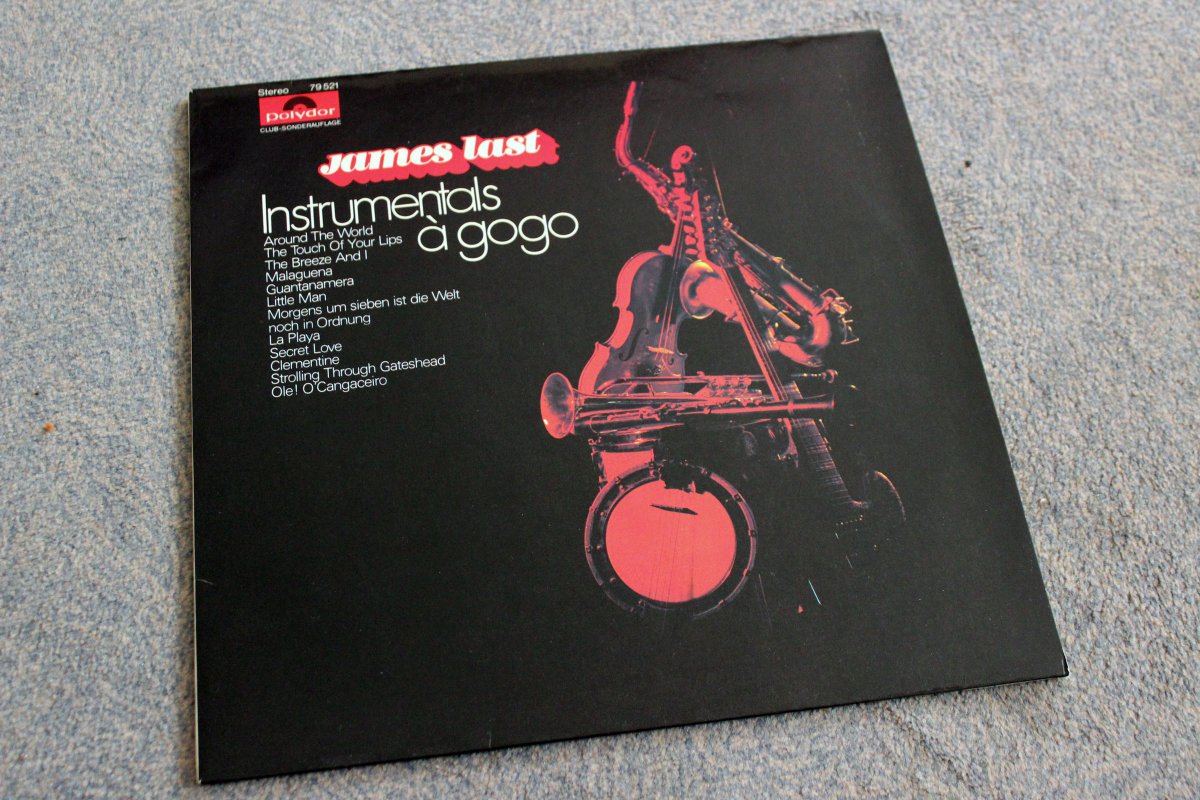 Stereo 79 521
polydor
CLUB-SONDERAUFLAGE
James last
Instrumentals
à gogo
Around The World
The Touch Of Your Lips
The Breeze And I
Malaguena
Guantanamera
Little Man
Morgens um sieben ist die Welt
noch in Ordnung
La Playa
Secret Love
Clementine
Strolling Through Gateshead
Ole! O'Cangaceiro